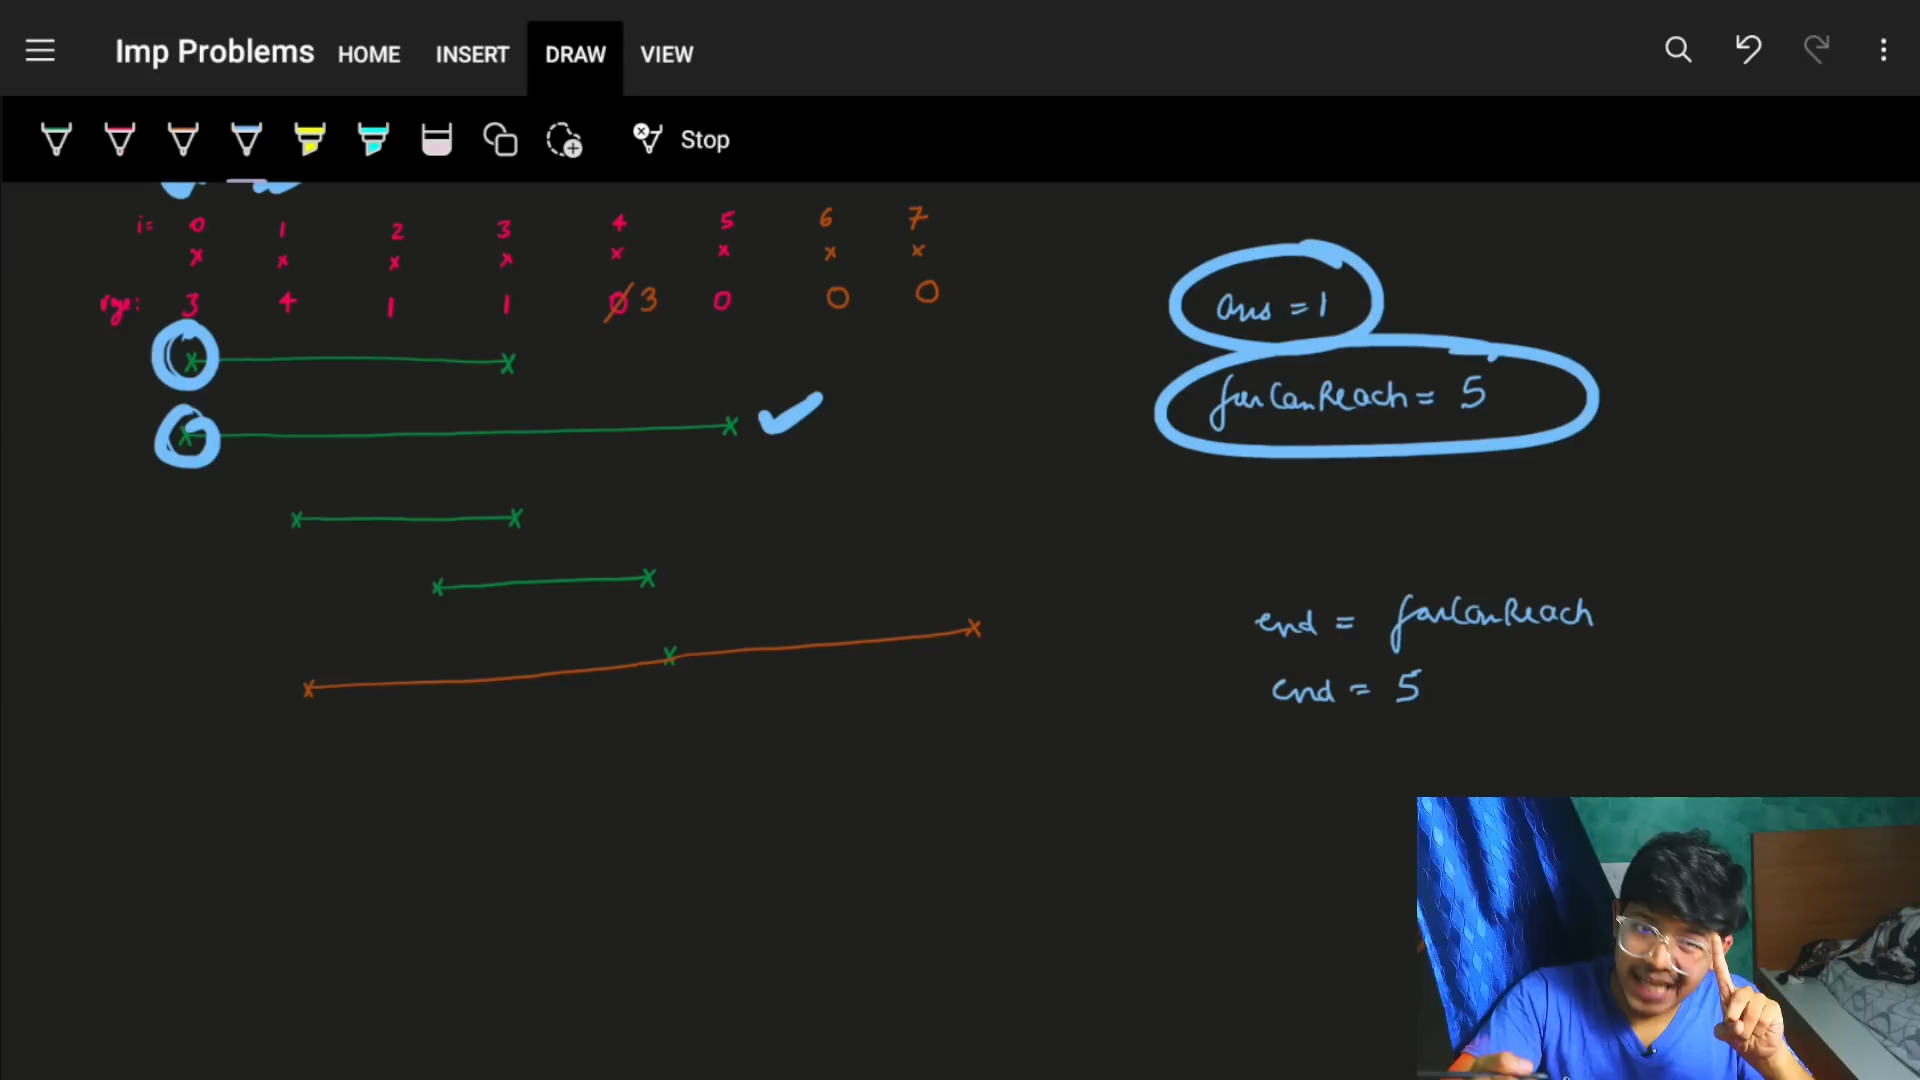 Imp Problems HOME INSERT DRAW VIEW
Stop
i= 0 1 2 3 4 5 6 7
x x x x x x x x
3 4 1 1 0 3 0 0 0
ans = 1
farCanReach = 5
end = farCanReach
end = 5